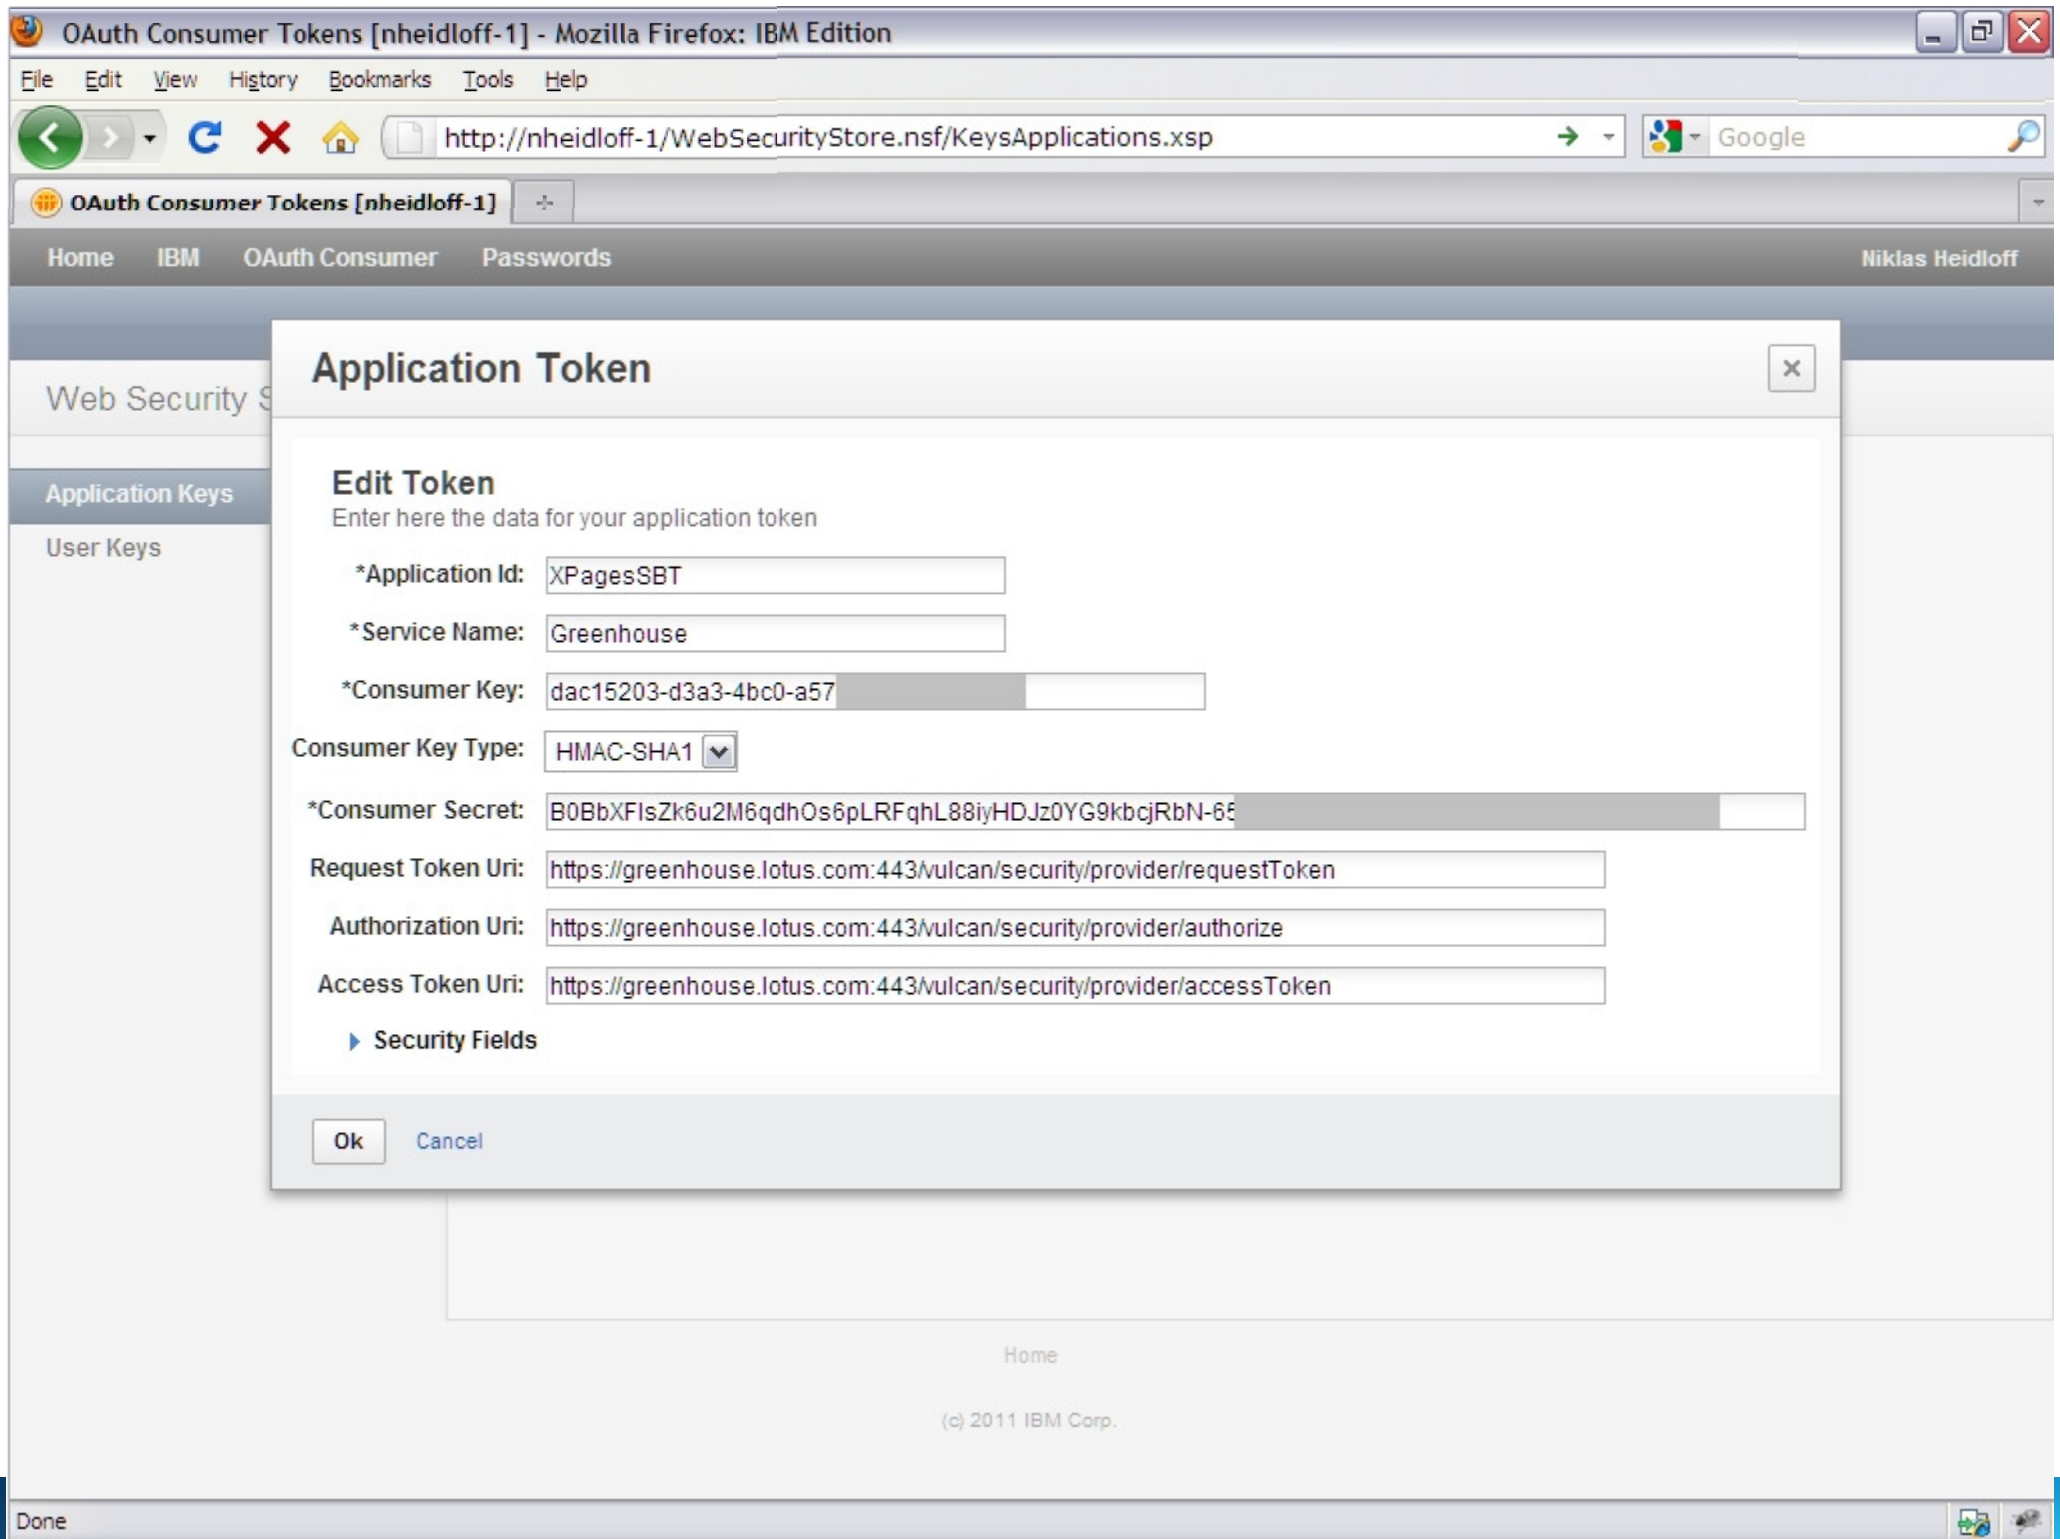 OAuth Consumer Tokens [nheidloff-1] - Mozilla Firefox: IBM Edition
File Edit View History Bookmarks Tools Help
http://nheidloff-1/WebSecurityStore.nsf/KeysApplications.xsp Google
OAuth Consumer Tokens [nheidloff-1]
Home IBM OAuth Consumer Passwords Niklas Heidloff
Application Token
Web Security S
Application Keys
User Keys
Edit Token
Enter here the data for your application token
*Application Id: XPagesSBT
*Service Name: Greenhouse
*Consumer Key: dac15203-d3a3-4bc0-a57
Consumer Key Type: HMAC-SHA1
*Consumer Secret: B0BbXFIsZk6u2M6qdhOs6pLRFqhL88iyHDJz0YG9kbcjRbN-65
Request Token Uri: https://greenhouse.lotus.com:443/vulcan/security/provider/requestToken
Authorization Uri: https://greenhouse.lotus.com:443/vulcan/security/provider/authorize
Access Token Uri: https://greenhouse.lotus.com:443/vulcan/security/provider/accessToken
Security Fields
Ok Cancel
Home
(c) 2011 IBM Corp.
Done